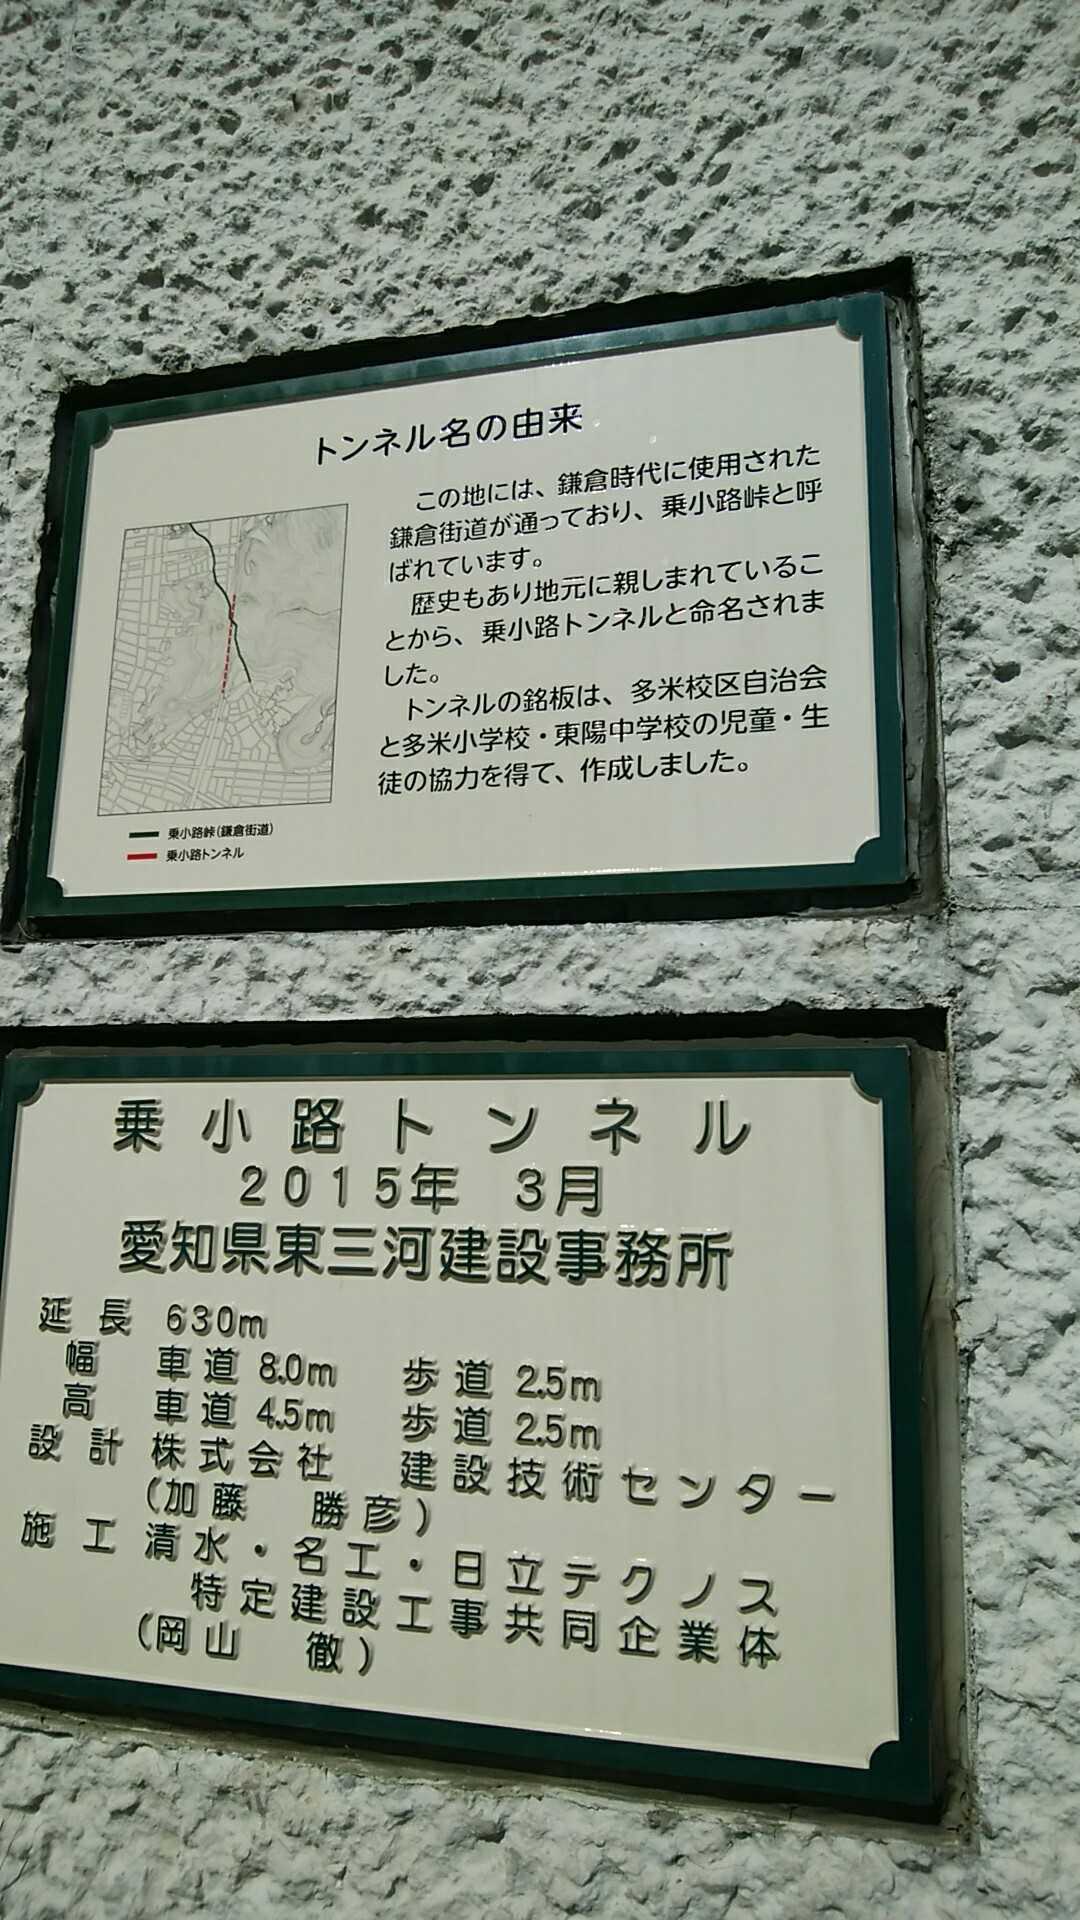 トンネル名の由来
この地には、鎌倉時代に使用された
鎌倉街道が通っており、乗小路峠と呼
ばれています。
歴史もあり地元に親しまれているこ
とから、乗小路トンネルと命名されま
した。
トンネルの銘板は、多米校区自治会
と多米小学校・東陽中学校の児童・生
徒の協力を得て、作成しました。
乗小路峠(鎌倉街道)
乗小路トンネル
乗小路トンネル
2015年 3月
愛知県東三河建設事務所
延長 630m
幅 車道 8.0m 歩道 2.5m
高 車道 4.5m 歩道 2.5m
設計 株式会社 建設技術センター
(加藤 勝彦)
施工 清水・名工・日立テクノス
特定建設工事共同企業体
(岡山 徹)